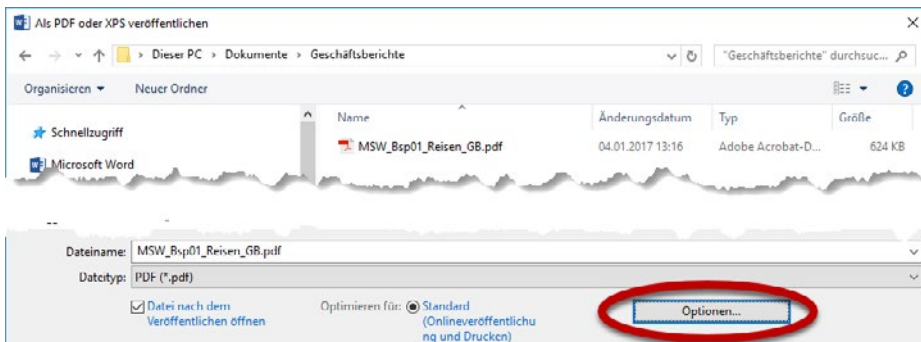 Als PDF oder XPS veröffentlichen
Dieser PC › Dokumente › Geschäftsberichte
"Geschäftsberichte" durchsuc...
Organisieren
Neuer Ordner
Schnellzugriff
Microsoft Word
Name
Änderungsdatum
Typ
Größe
MSW_Bsp01_Reisen_GB.pdf
04.01.2017 13:16
Adobe Acrobat-D...
624 KB
Dateiname: MSW_Bsp01_Reisen_GB.pdf
Dateityp: PDF (*.pdf)
Datei nach dem
Veröffentlichen öffnen
Optimieren für:
Standard
(Onlineveröffentlichu
ng und Drucken)
Optionen...